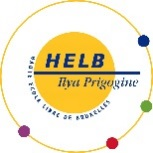 HELB
Ilya Prigogine
HAUTE ECOLE LIBRE DE BRUXELLES